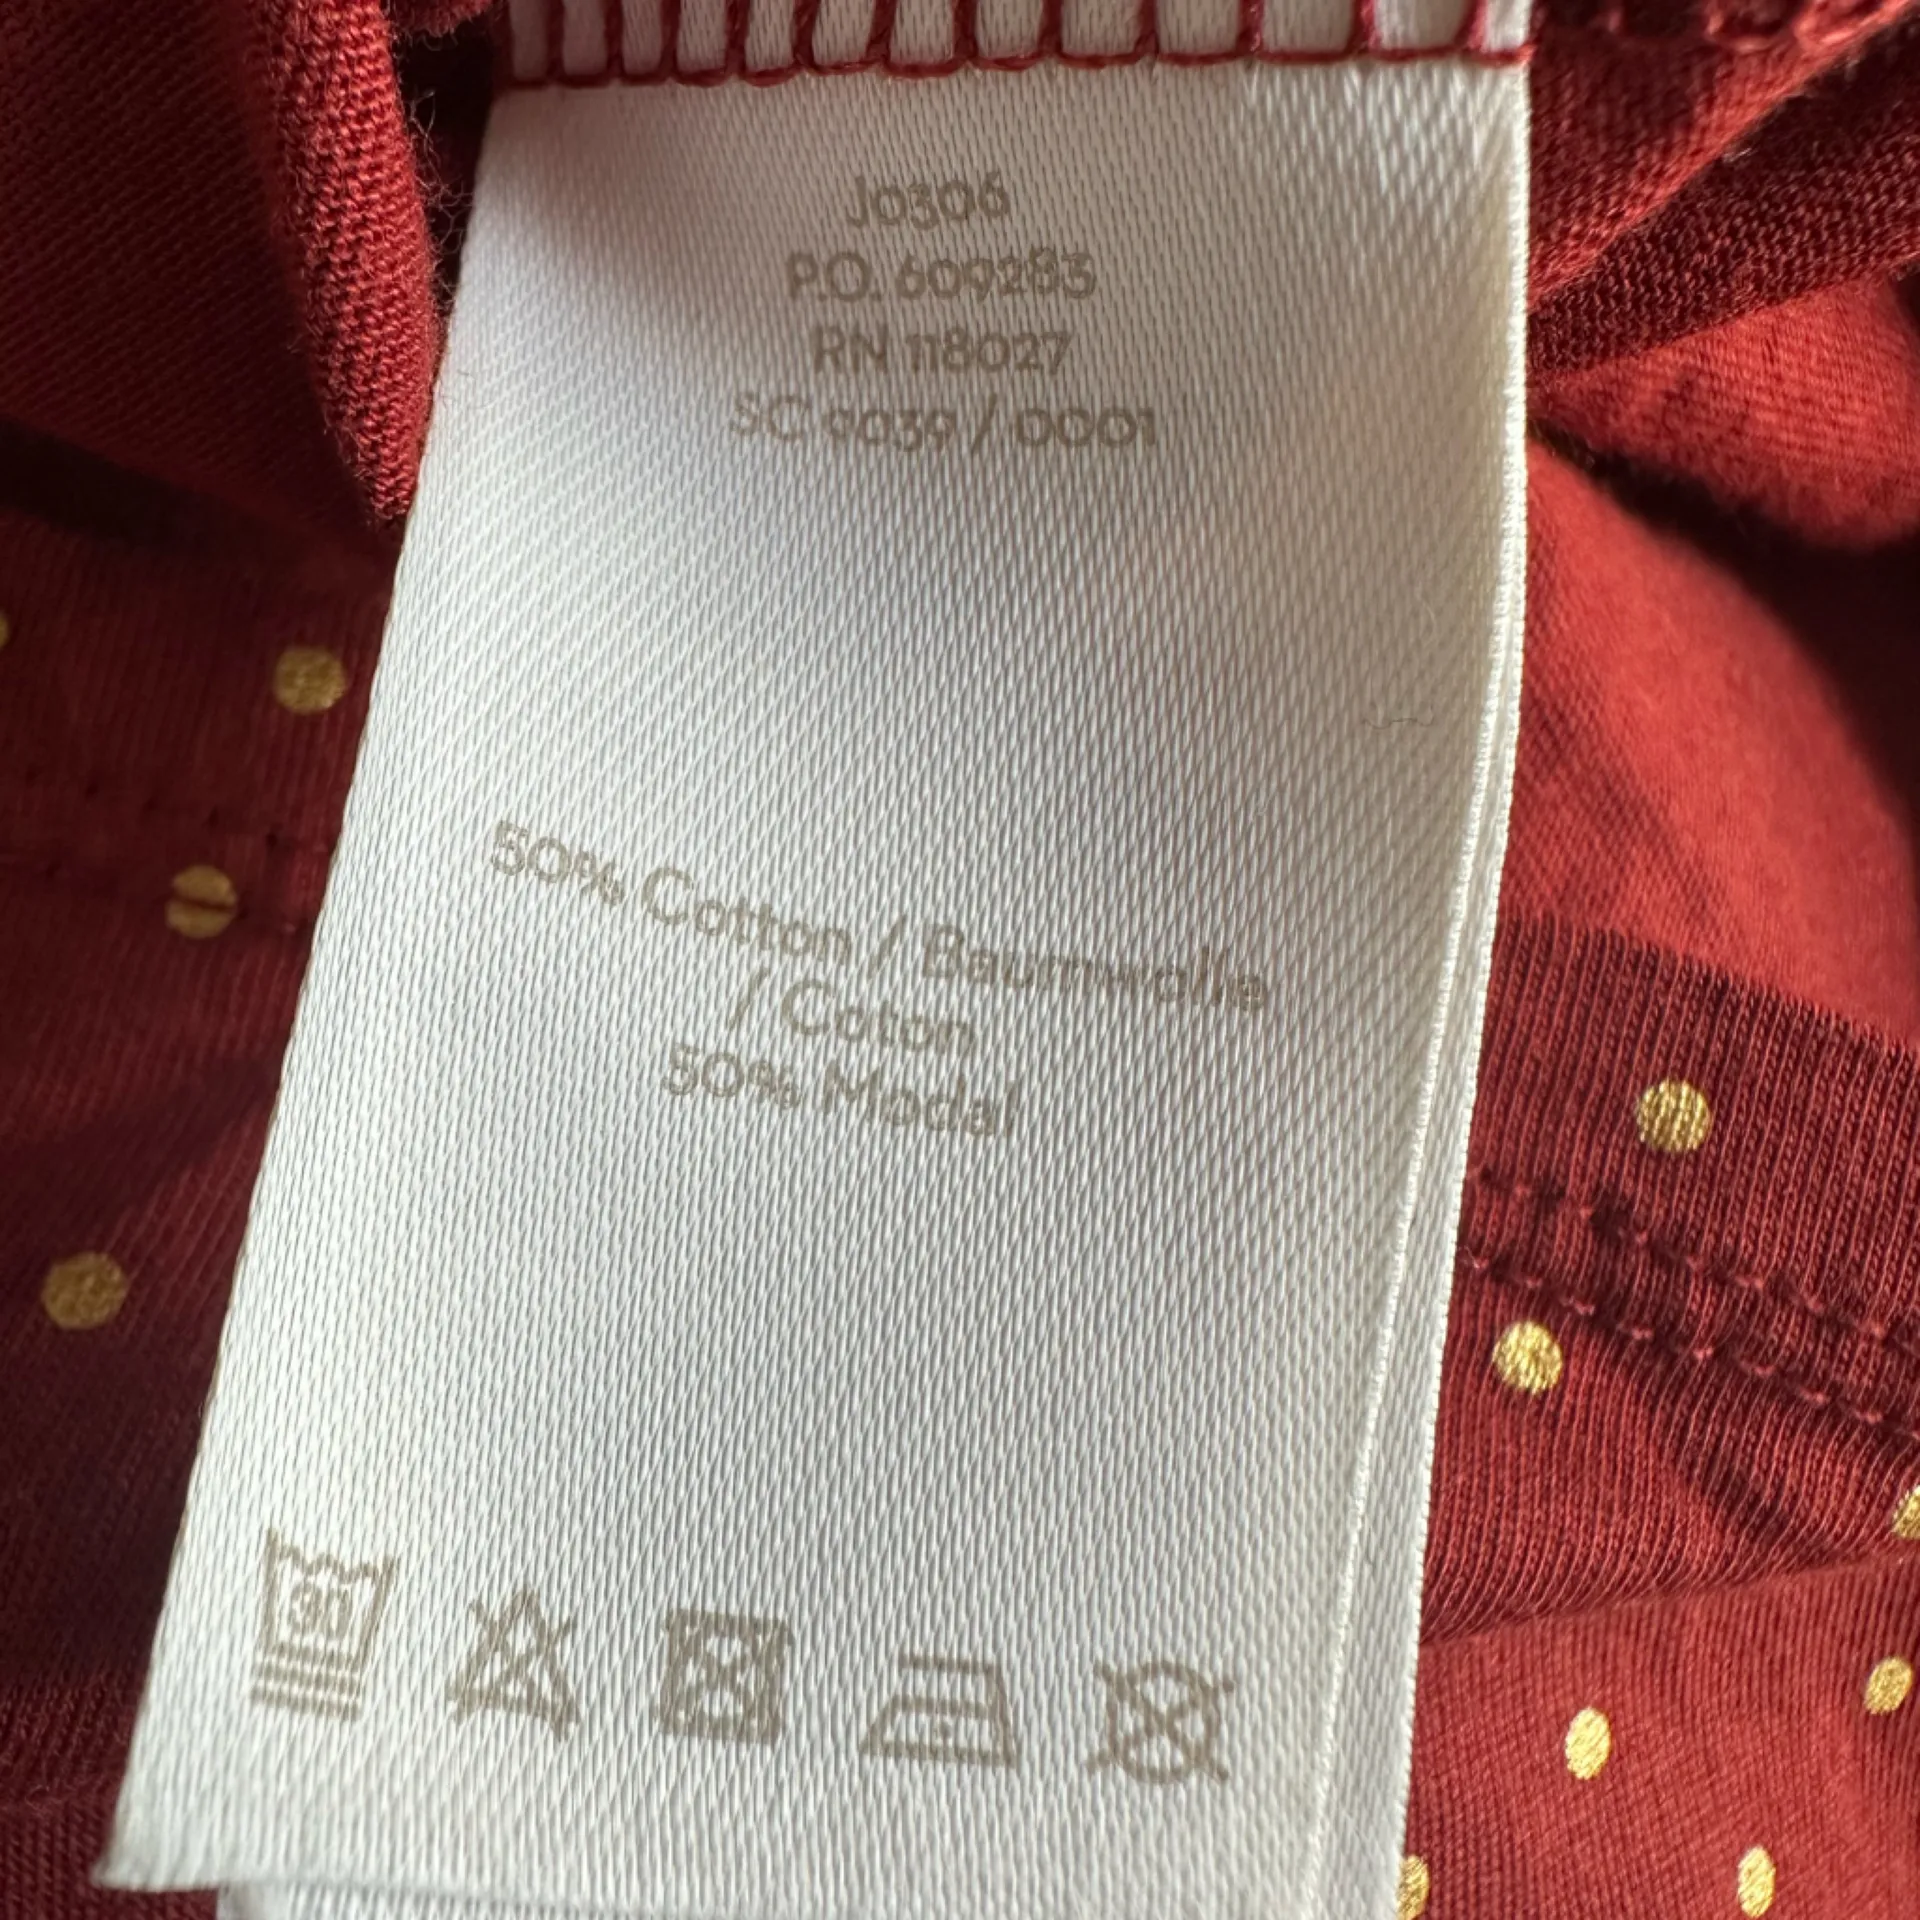 J0306
P.O. 609283
RN 118027
SC 9039 / 0001
50% Cotton / Baumwolle
/ Coton
50% Modal
30